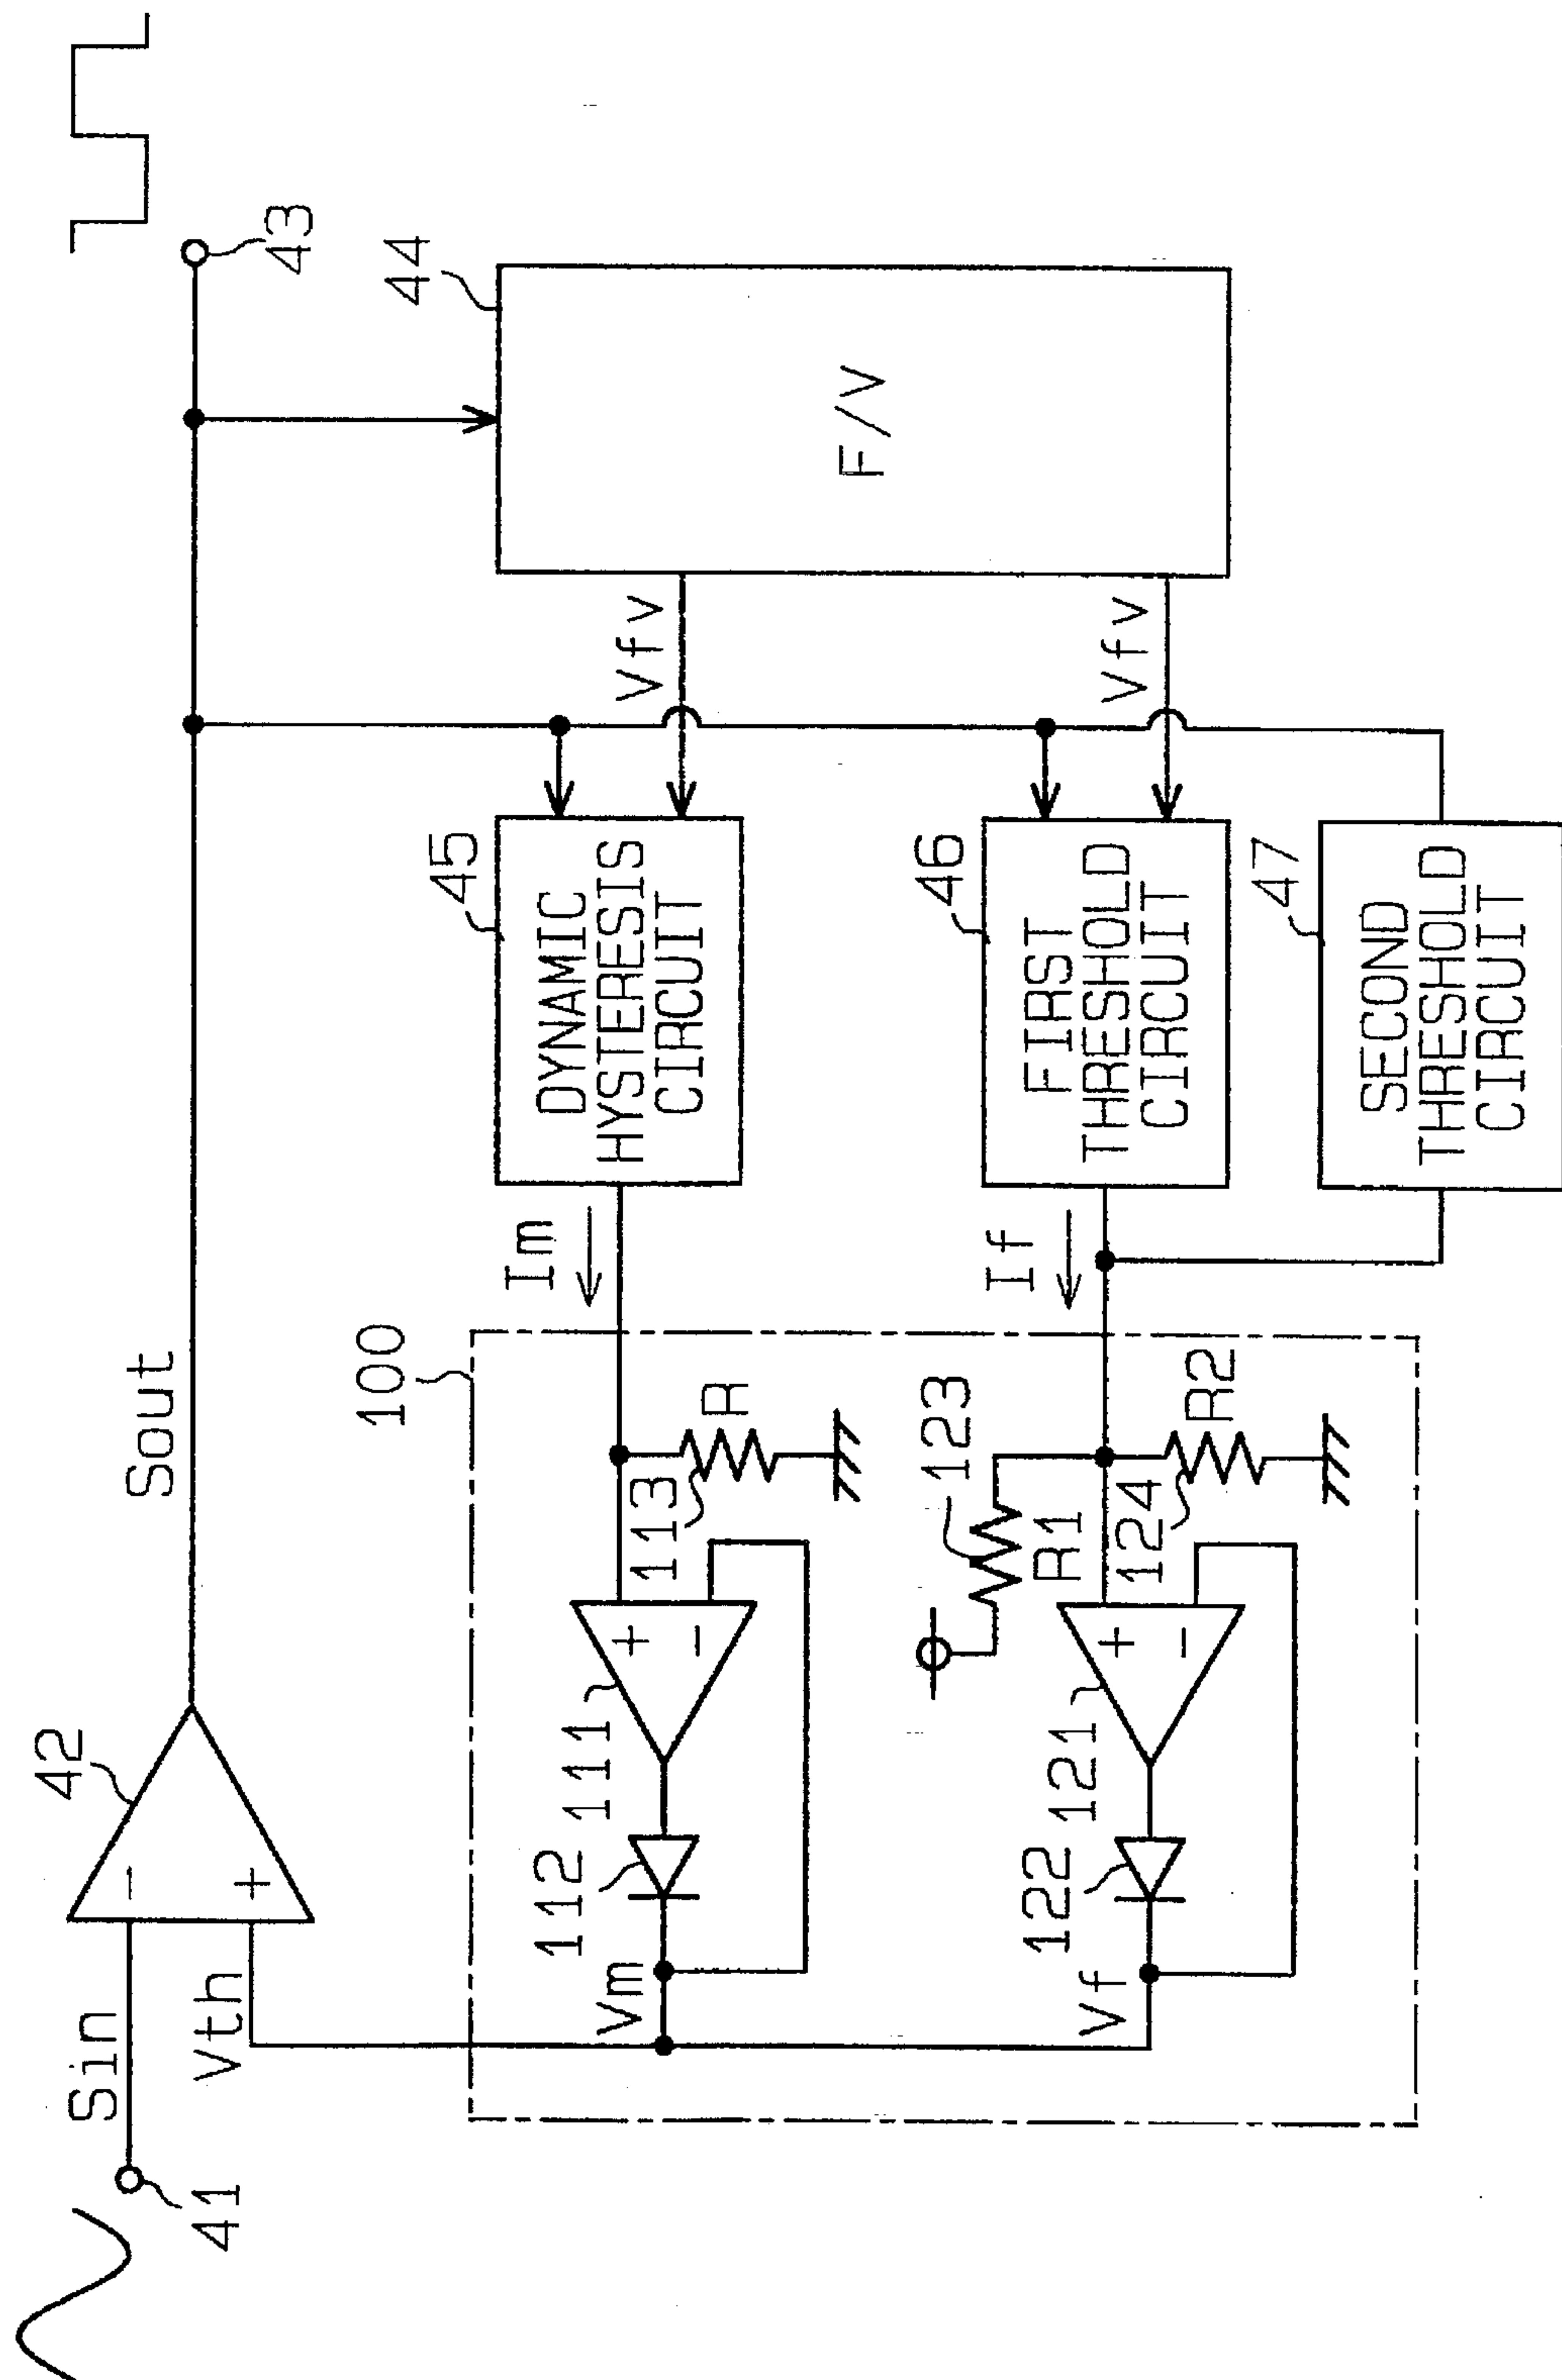 Sin
41
Vth
−
+
42
Sout
43
44
F/V
Vfv
Vfv
45
DYNAMIC
HYSTERESIS
CIRCUIT
46
FIRST
THRESHOLD
CIRCUIT
47
SECOND
THRESHOLD
CIRCUIT
Im
If
100
R
113
+
−
111
112
Vm
123
R1
R2
124
+
−
121
122
Vf